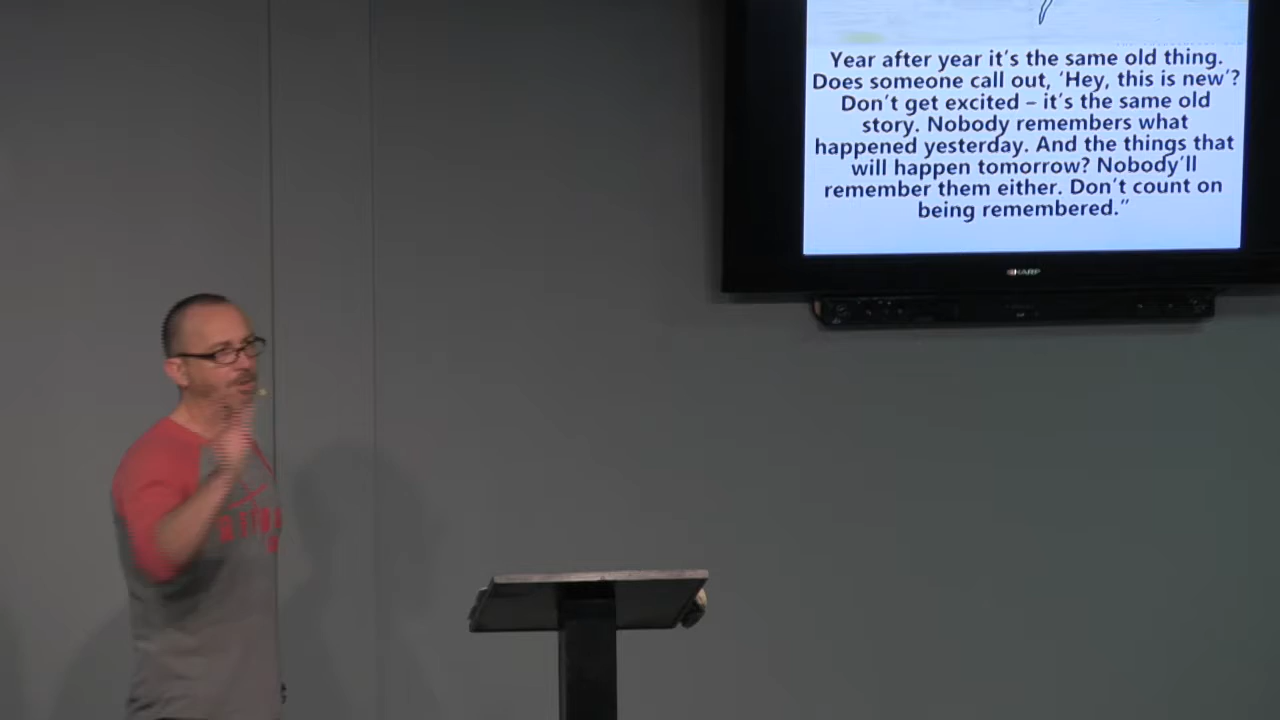 Year after year it's the same old thing.
Does someone call out, 'Hey, this is new'?
Don't get excited – it's the same old
story. Nobody remembers what
happened yesterday. And the things that
will happen tomorrow? Nobody'll
remember them either. Don't count on
being remembered.”
SHARP